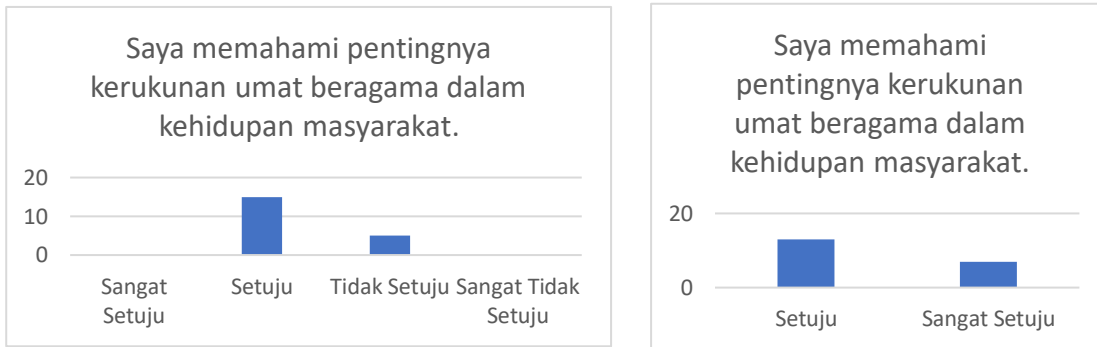 Saya memahami pentingnya
kerukunan umat beragama dalam
kehidupan masyarakat.
20
10
0
Sangat Setuju
Setuju
Tidak Setuju
Sangat Tidak Setuju
Saya memahami
pentingnya kerukunan
umat beragama dalam
kehidupan masyarakat.
20
0
Setuju
Sangat Setuju